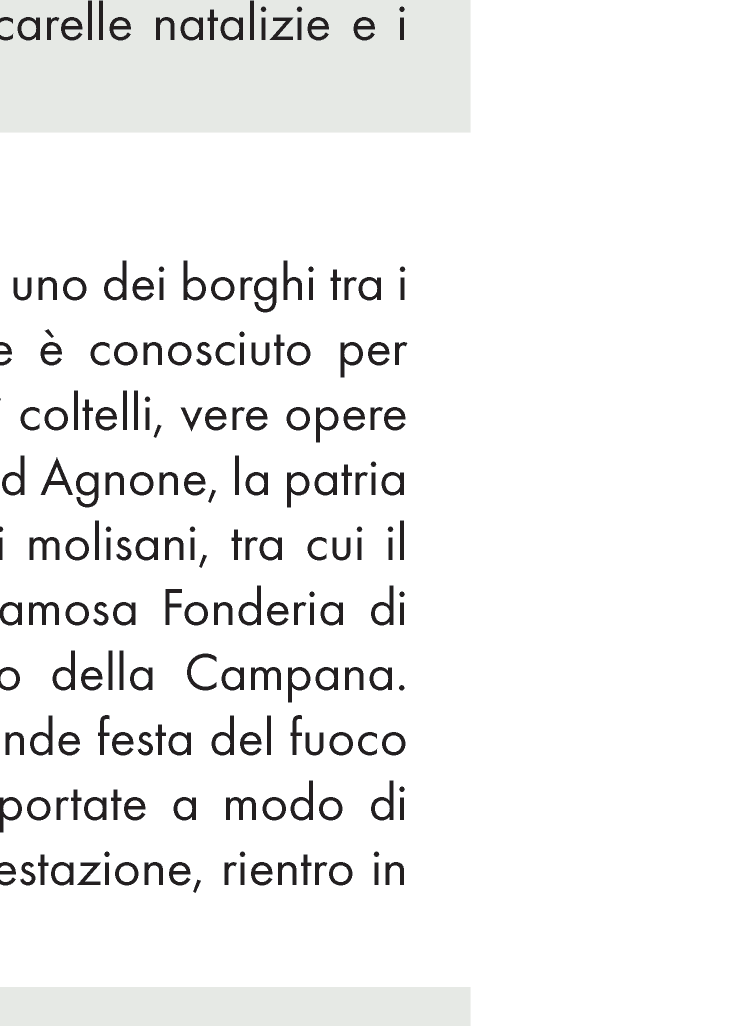 carelle natalizie e i
uno dei borghi tra i
e è conosciuto per
coltelli, vere opere
d Agnone, la patria
i molisani, tra cui il
amosa Fonderia di
o della Campana.
nde festa del fuoco
portate a modo di
estazione, rientro in